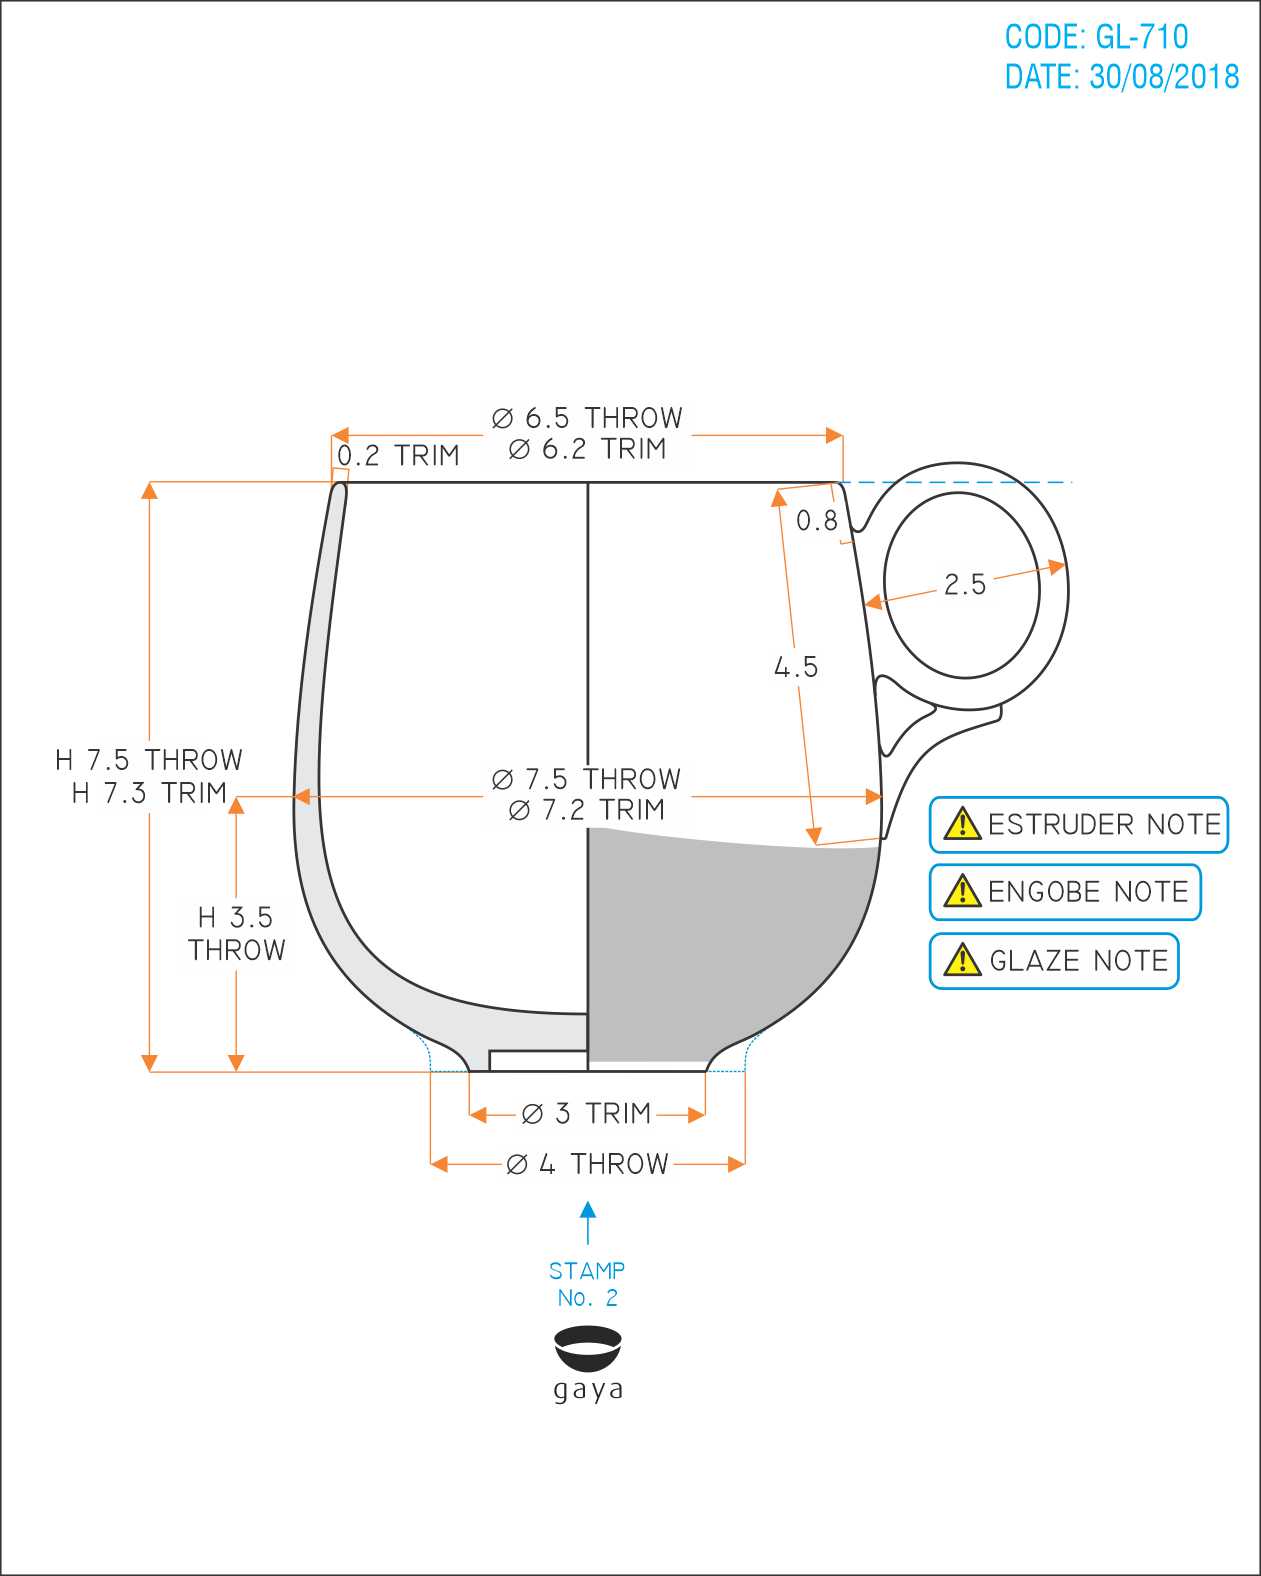 CODE: GL-710
DATE: 30/08/2018
Ø 6.5 THROW
Ø 6.2 TRIM
0.2 TRIM
0.8
2.5
4.5
H 7.5 THROW
H 7.3 TRIM
Ø 7.5 THROW
Ø 7.2 TRIM
ESTRUDER NOTE
ENGOBE NOTE
GLAZE NOTE
H 3.5
THROW
Ø 3 TRIM
Ø 4 THROW
STAMP
No. 2
gaya